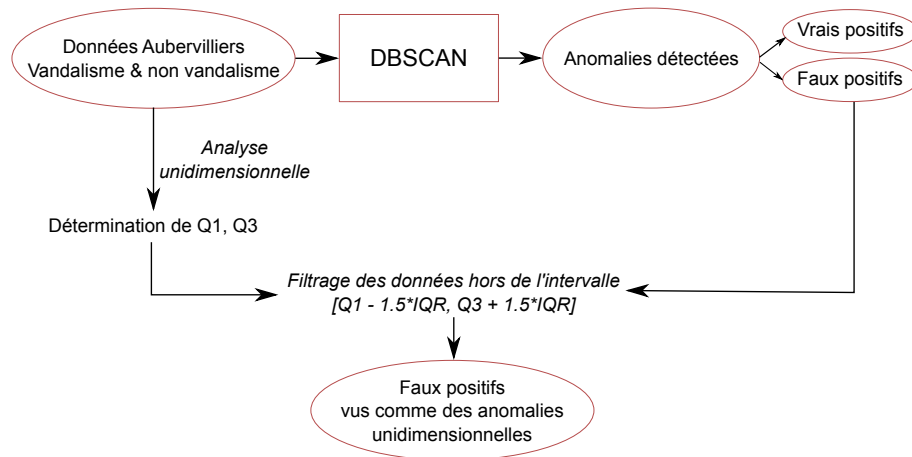 Données Aubervilliers
Vandalisme & non vandalisme
DBSCAN
Anomalies détectées
Vrais positifs
Faux positifs
Analyse
unidimensionnelle
Détermination de Q1, Q3
Filtrage des données hors de l'intervalle
[Q1 - 1.5*IQR, Q3 + 1.5*IQR]
Faux positifs
vus comme des anomalies
unidimensionnelles